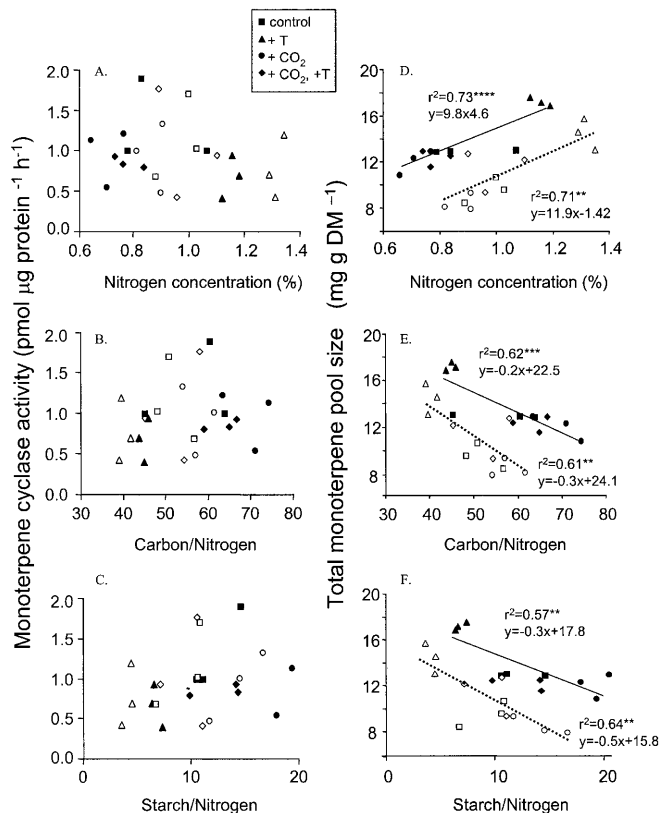 control
+ T
+ CO2
+ CO2, +T
Monoterpene cyclase activity (pmol µg protein -1 h-1)
A.
2.0
1.5
1.0
0.5
0.0
0.6
0.8
1.0
1.2
1.4
Nitrogen concentration (%)
B.
2.0
1.5
1.0
0.5
0.0
30
40
50
60
70
80
Carbon/Nitrogen
C.
2.0
1.5
1.0
0.5
0.0
0
10
20
Starch/Nitrogen
Total monoterpene pool size (mg g DM -1)
D.
20
16
12
8
r2=0.73****
y=9.8x4.6
r2=0.71**
y=11.9x-1.42
0.6
0.8
1.0
1.2
1.4
Nitrogen concentration (%)
E.
20
16
12
8
r2=0.62***
y=-0.2x+22.5
r2=0.61**
y=-0.3x+24.1
30
40
50
60
70
80
Carbon/Nitrogen
F.
20
16
12
8
r2=0.57**
y=-0.3x+17.8
r2=0.64**
y=-0.5x+15.8
0
10
20
Starch/Nitrogen